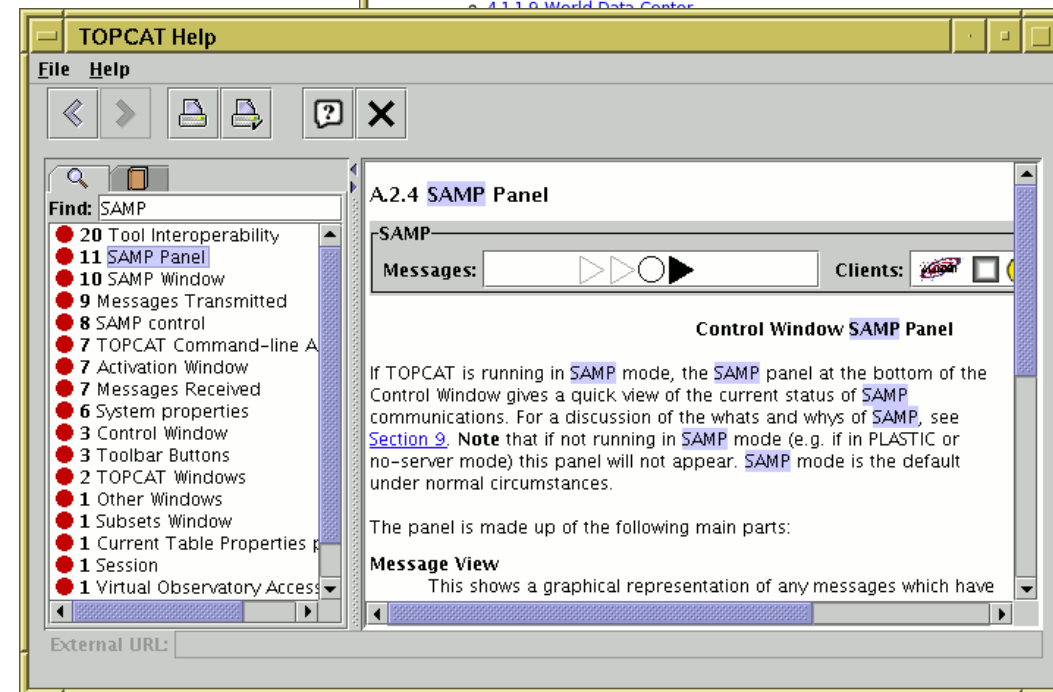 4.1.1.9 World Data Center
TOPCAT Help
File Help
Find: SAMP
20 Tool Interoperability
11 SAMP Panel
10 SAMP Window
9 Messages Transmitted
8 SAMP control
7 TOPCAT Command-line A
7 Activation Window
7 Messages Received
6 System properties
3 Control Window
3 Toolbar Buttons
2 TOPCAT Windows
1 Other Windows
1 Subsets Window
1 Current Table Properties p
1 Session
1 Virtual Observatory Access
A.2.4 SAMP Panel
SAMP
Messages: Clients:
Control Window SAMP Panel
If TOPCAT is running in SAMP mode, the SAMP panel at the bottom of the
Control Window gives a quick view of the current status of SAMP
communications. For a discussion of the whats and whys of SAMP, see
Section 9. Note that if not running in SAMP mode (e.g. if in PLASTIC or
no-server mode) this panel will not appear. SAMP mode is the default
under normal circumstances.
The panel is made up of the following main parts:
Message View
This shows a graphical representation of any messages which have
External URL: